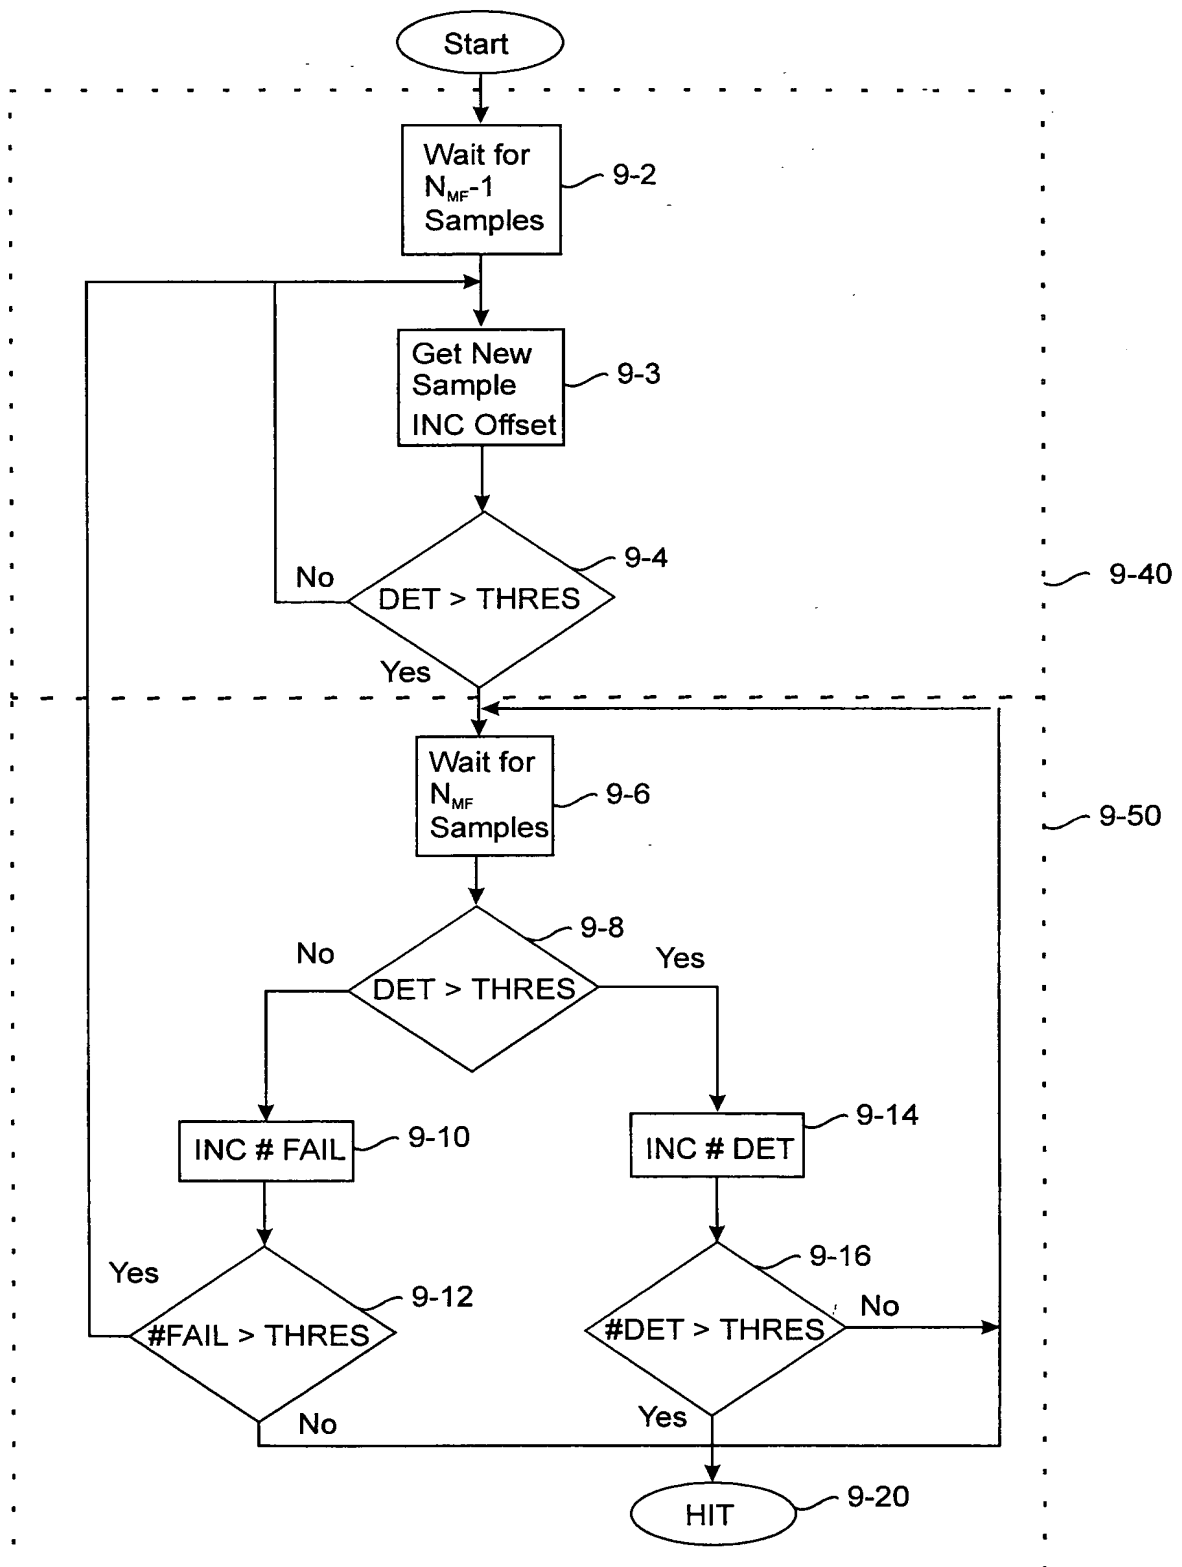 Start
Wait for
N_MF-1
Samples
9-2
Get New
Sample
INC Offset
9-3
9-4
No
DET > THRES
9-40
Yes
Wait for
N_MF
Samples
9-6
9-50
9-8
No
Yes
DET > THRES
INC # FAIL
9-10
INC # DET
9-14
Yes
9-12
#FAIL > THRES
No
9-16
No
#DET > THRES
Yes
HIT
9-20